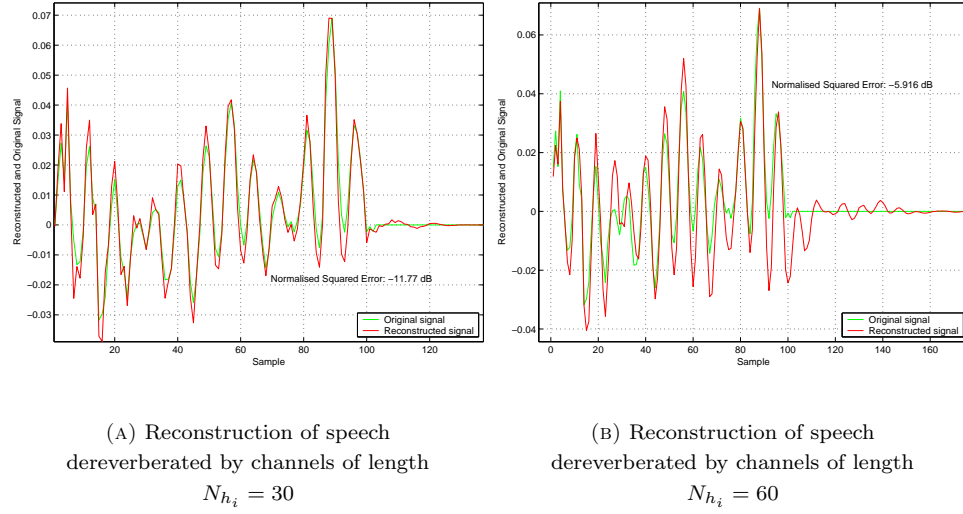 0.07
0.06
0.05
0.04
0.03
0.02
0.01
0
−0.01
−0.02
−0.03
Reconstructed and Original Signal
Normalised Squared Error: −11.77 dB
Original signal
Reconstructed signal
20 40 60 80 100 120
Sample
0.06
0.04
0.02
0
−0.02
−0.04
Reconstructed and Original Signal
Normalised Squared Error: −5.916 dB
Original signal
Reconstructed signal
0 20 40 60 80 100 120 140 160
Sample
(A) Reconstruction of speech
dereverberated by channels of length
N_{h_i} = 30
(B) Reconstruction of speech
dereverberated by channels of length
N_{h_i} = 60